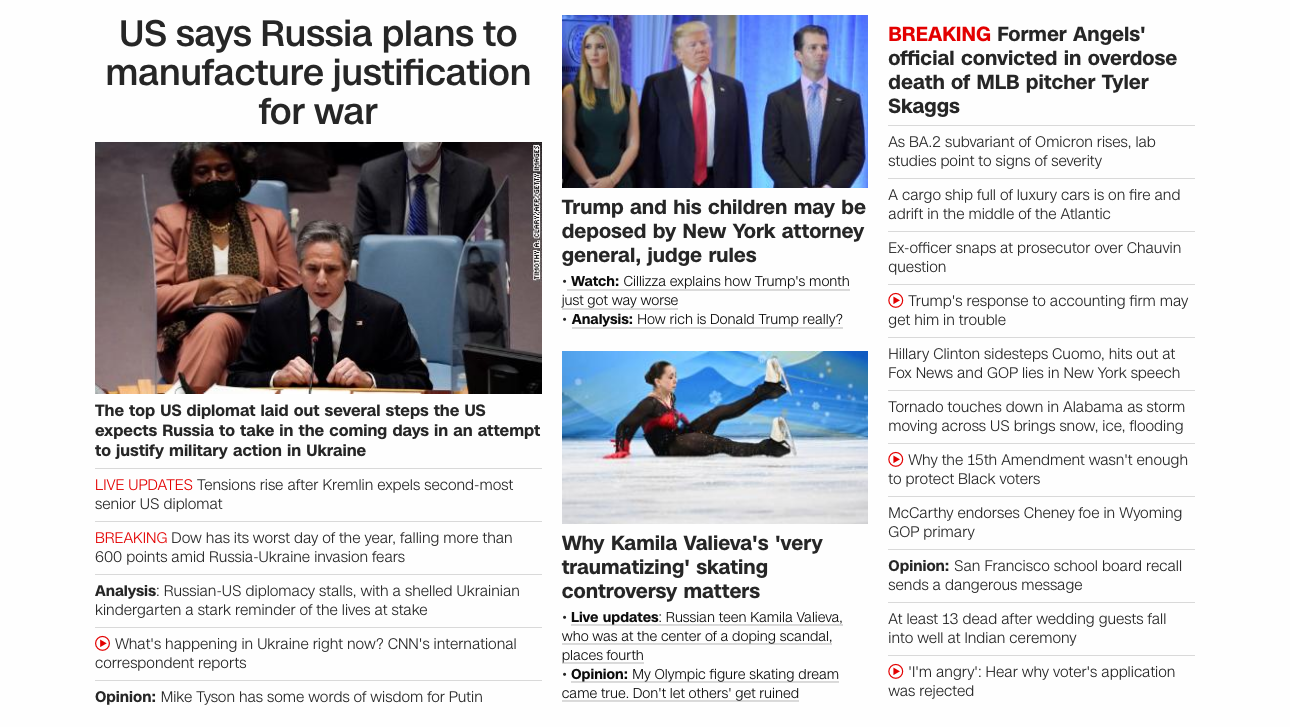 US says Russia plans to
manufacture justification
for war
TIMOTHY A. CLARY/AFP/GETTY IMAGES
The top US diplomat laid out several steps the US
expects Russia to take in the coming days in an attempt
to justify military action in Ukraine
LIVE UPDATES Tensions rise after Kremlin expels second-most
senior US diplomat
BREAKING Dow has its worst day of the year, falling more than
600 points amid Russia-Ukraine invasion fears
Analysis: Russian-US diplomacy stalls, with a shelled Ukrainian
kindergarten a stark reminder of the lives at stake
What's happening in Ukraine right now? CNN's international
correspondent reports
Opinion: Mike Tyson has some words of wisdom for Putin
Trump and his children may be
deposed by New York attorney
general, judge rules
• Watch: Cillizza explains how Trump's month
just got way worse
• Analysis: How rich is Donald Trump really?
Why Kamila Valieva's 'very
traumatizing' skating
controversy matters
• Live updates: Russian teen Kamila Valieva,
who was at the center of a doping scandal,
places fourth
• Opinion: My Olympic figure skating dream
came true. Don't let others' get ruined
BREAKING Former Angels'
official convicted in overdose
death of MLB pitcher Tyler
Skaggs
As BA.2 subvariant of Omicron rises, lab
studies point to signs of severity
A cargo ship full of luxury cars is on fire and
adrift in the middle of the Atlantic
Ex-officer snaps at prosecutor over Chauvin
question
Trump's response to accounting firm may
get him in trouble
Hillary Clinton sidesteps Cuomo, hits out at
Fox News and GOP lies in New York speech
Tornado touches down in Alabama as storm
moving across US brings snow, ice, flooding
Why the 15th Amendment wasn't enough
to protect Black voters
McCarthy endorses Cheney foe in Wyoming
GOP primary
Opinion: San Francisco school board recall
sends a dangerous message
At least 13 dead after wedding guests fall
into well at Indian ceremony
'I'm angry': Hear why voter's application
was rejected